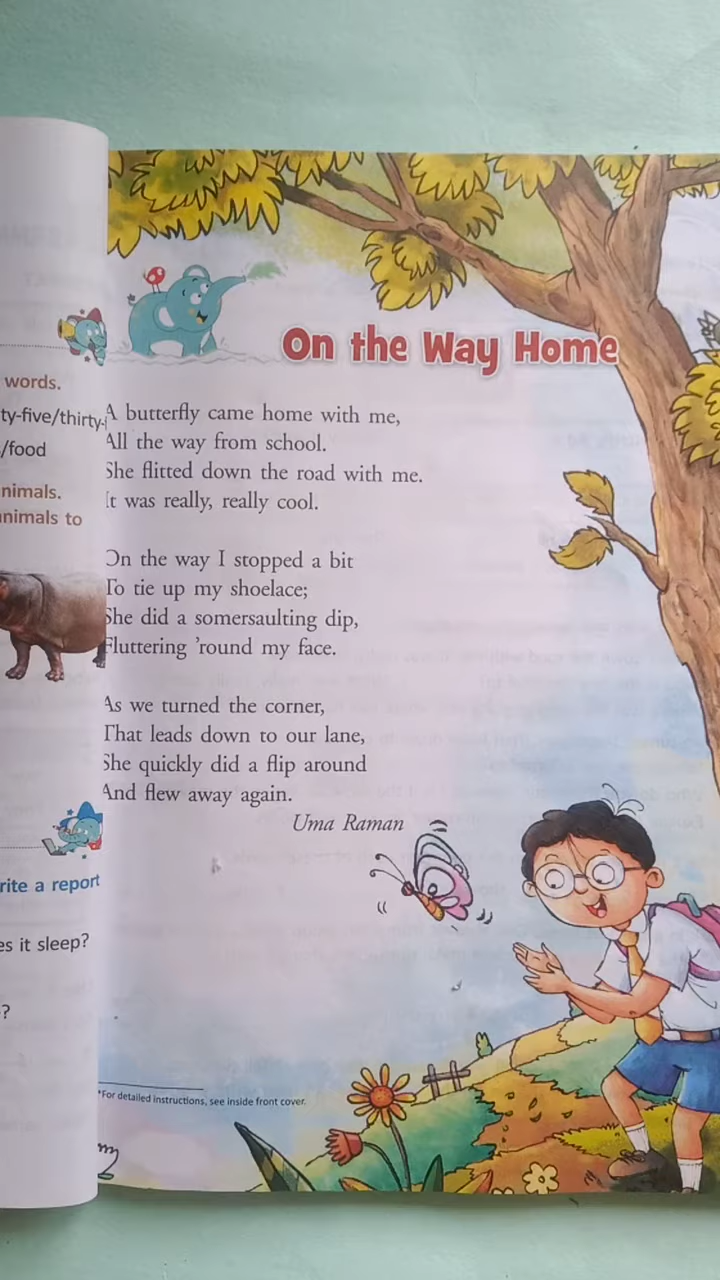 words.
ty-five/thirty-
/food
nimals.
nimals to
rite a report
es it sleep?
?
On the Way Home
A butterfly came home with me,
All the way from school.
She flitted down the road with me.
It was really, really cool.
On the way I stopped a bit
To tie up my shoelace;
She did a somersaulting dip,
Fluttering ’round my face.
As we turned the corner,
That leads down to our lane,
She quickly did a flip around
And flew away again.
Uma Raman
*For detailed instructions, see inside front cover.